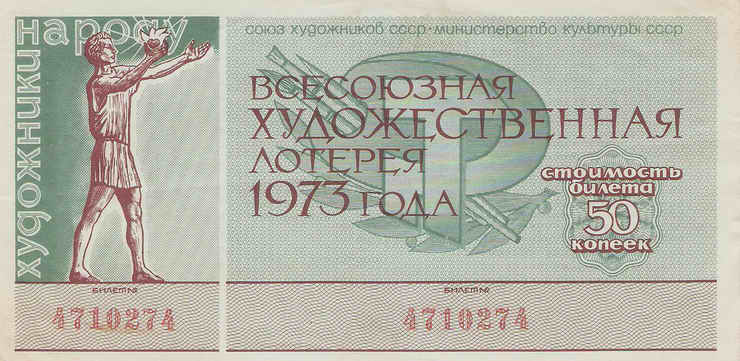 художники
народу
союз художников ссср · министерство культуры ссср
ВСЕСОЮЗНАЯ
ХУДОЖЕСТВЕННАЯ
ЛОТЕРЕЯ
1973 ГОДА
стоимость
билета
50
копеек
БИЛЕТ №
4710274
БИЛЕТ №
4710274